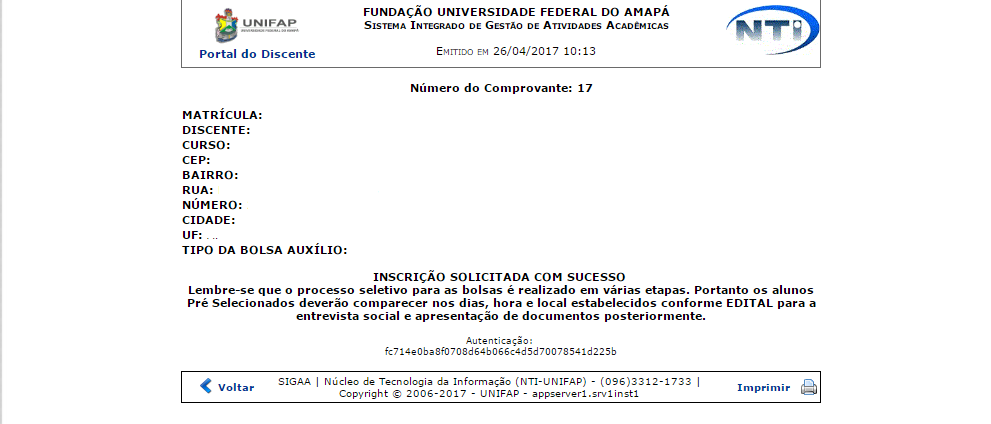 UNIFAP
Portal do Discente
FUNDAÇÃO UNIVERSIDADE FEDERAL DO AMAPÁ
Sistema Integrado de Gestão de Atividades Acadêmicas
Emitido em 26/04/2017 10:13
NTI
Número do Comprovante: 17
MATRÍCULA:
DISCENTE:
CURSO:
CEP:
BAIRRO:
RUA:
NÚMERO:
CIDADE:
UF:
TIPO DA BOLSA AUXÍLIO:
INSCRIÇÃO SOLICITADA COM SUCESSO
Lembre-se que o processo seletivo para as bolsas é realizado em várias etapas. Portanto os alunos
Pré Selecionados deverão comparecer nos dias, hora e local estabelecidos conforme EDITAL para a
entrevista social e apresentação de documentos posteriormente.
Autenticação:
fc714e0ba8f0708d64b066c4d5d70078541d225b
Voltar
SIGAA | Núcleo de Tecnologia da Informação (NTI-UNIFAP) - (096)3312-1733 |
Copyright © 2006-2017 - UNIFAP - appserver1.srv1inst1
Imprimir